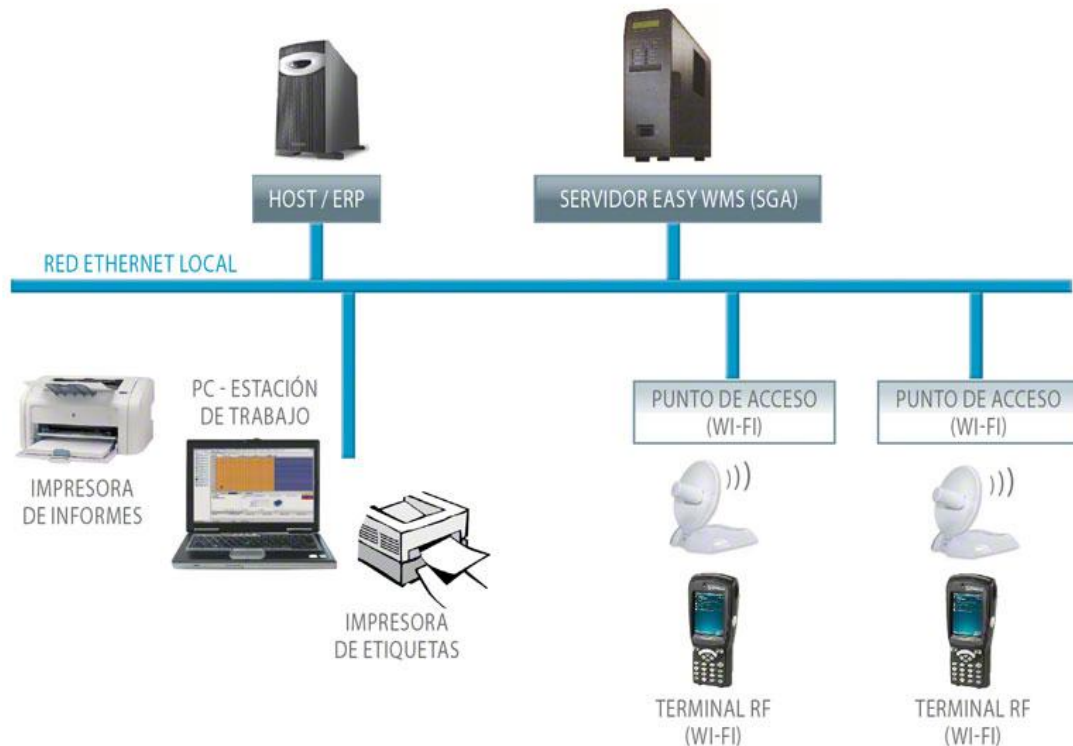 HOST / ERP
SERVIDOR EASY WMS (SGA)
RED ETHERNET LOCAL
PC - ESTACIÓN
DE TRABAJO
IMPRESORA
DE INFORMES
IMPRESORA
DE ETIQUETAS
PUNTO DE ACCESO
(WI-FI)
PUNTO DE ACCESO
(WI-FI)
TERMINAL RF
(WI-FI)
TERMINAL RF
(WI-FI)